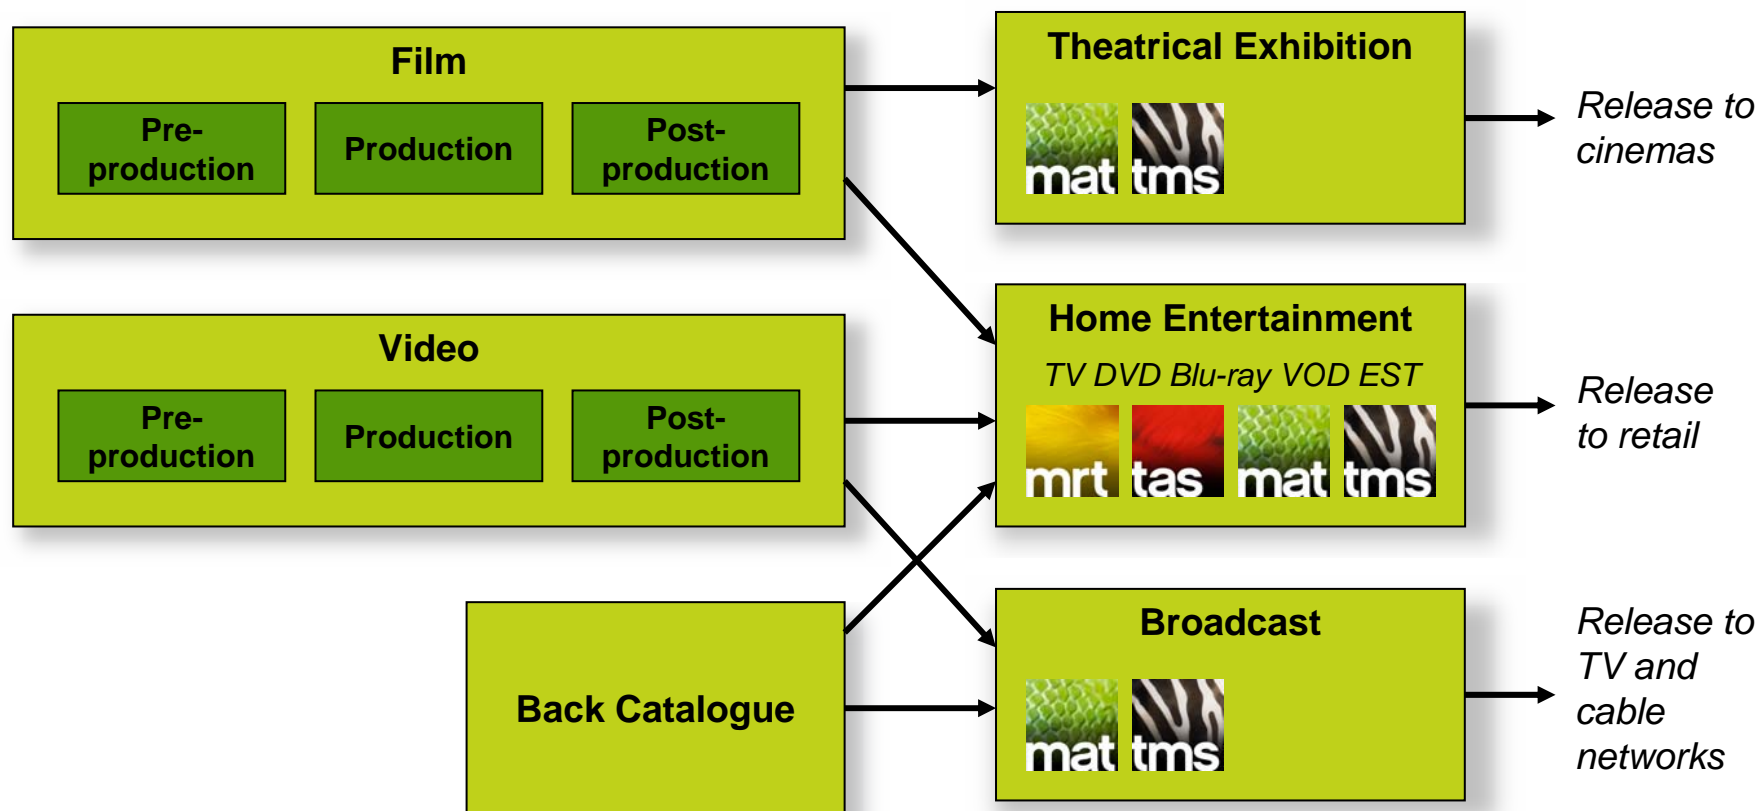 Film
Pre-
production
Production
Post-
production
Theatrical Exhibition
mat tms
Release to
cinemas
Video
Pre-
production
Production
Post-
production
Home Entertainment
TV DVD Blu-ray VOD EST
mrt tas mat tms
Release
to retail
Back Catalogue
Broadcast
mat tms
Release to
TV and
cable
networks